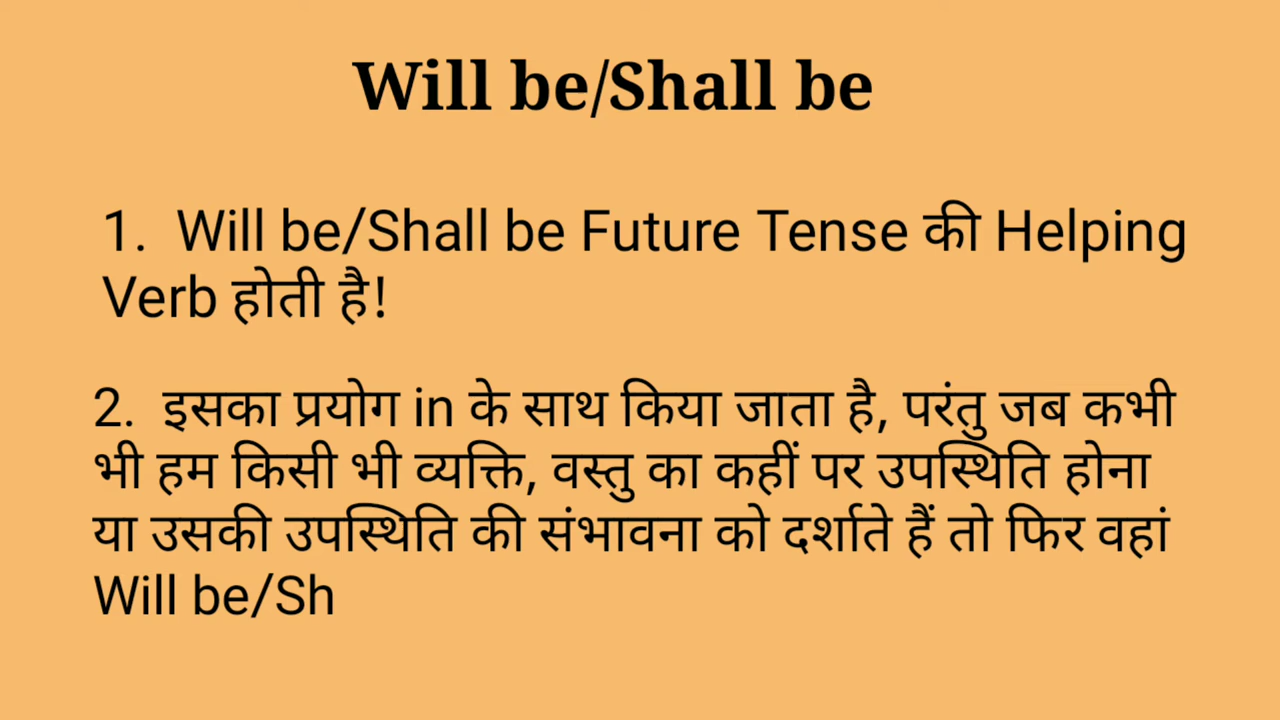 Will be/Shall be
1. Will be/Shall be Future Tense की Helping
Verb होती है!
2. इसका प्रयोग in के साथ किया जाता है, परंतु जब कभी
भी हम किसी भी व्यक्ति, वस्तु का कहीं पर उपस्थिति होना
या उसकी उपस्थिति की संभावना को दर्शाते हैं तो फिर वहां
Will be/Sh